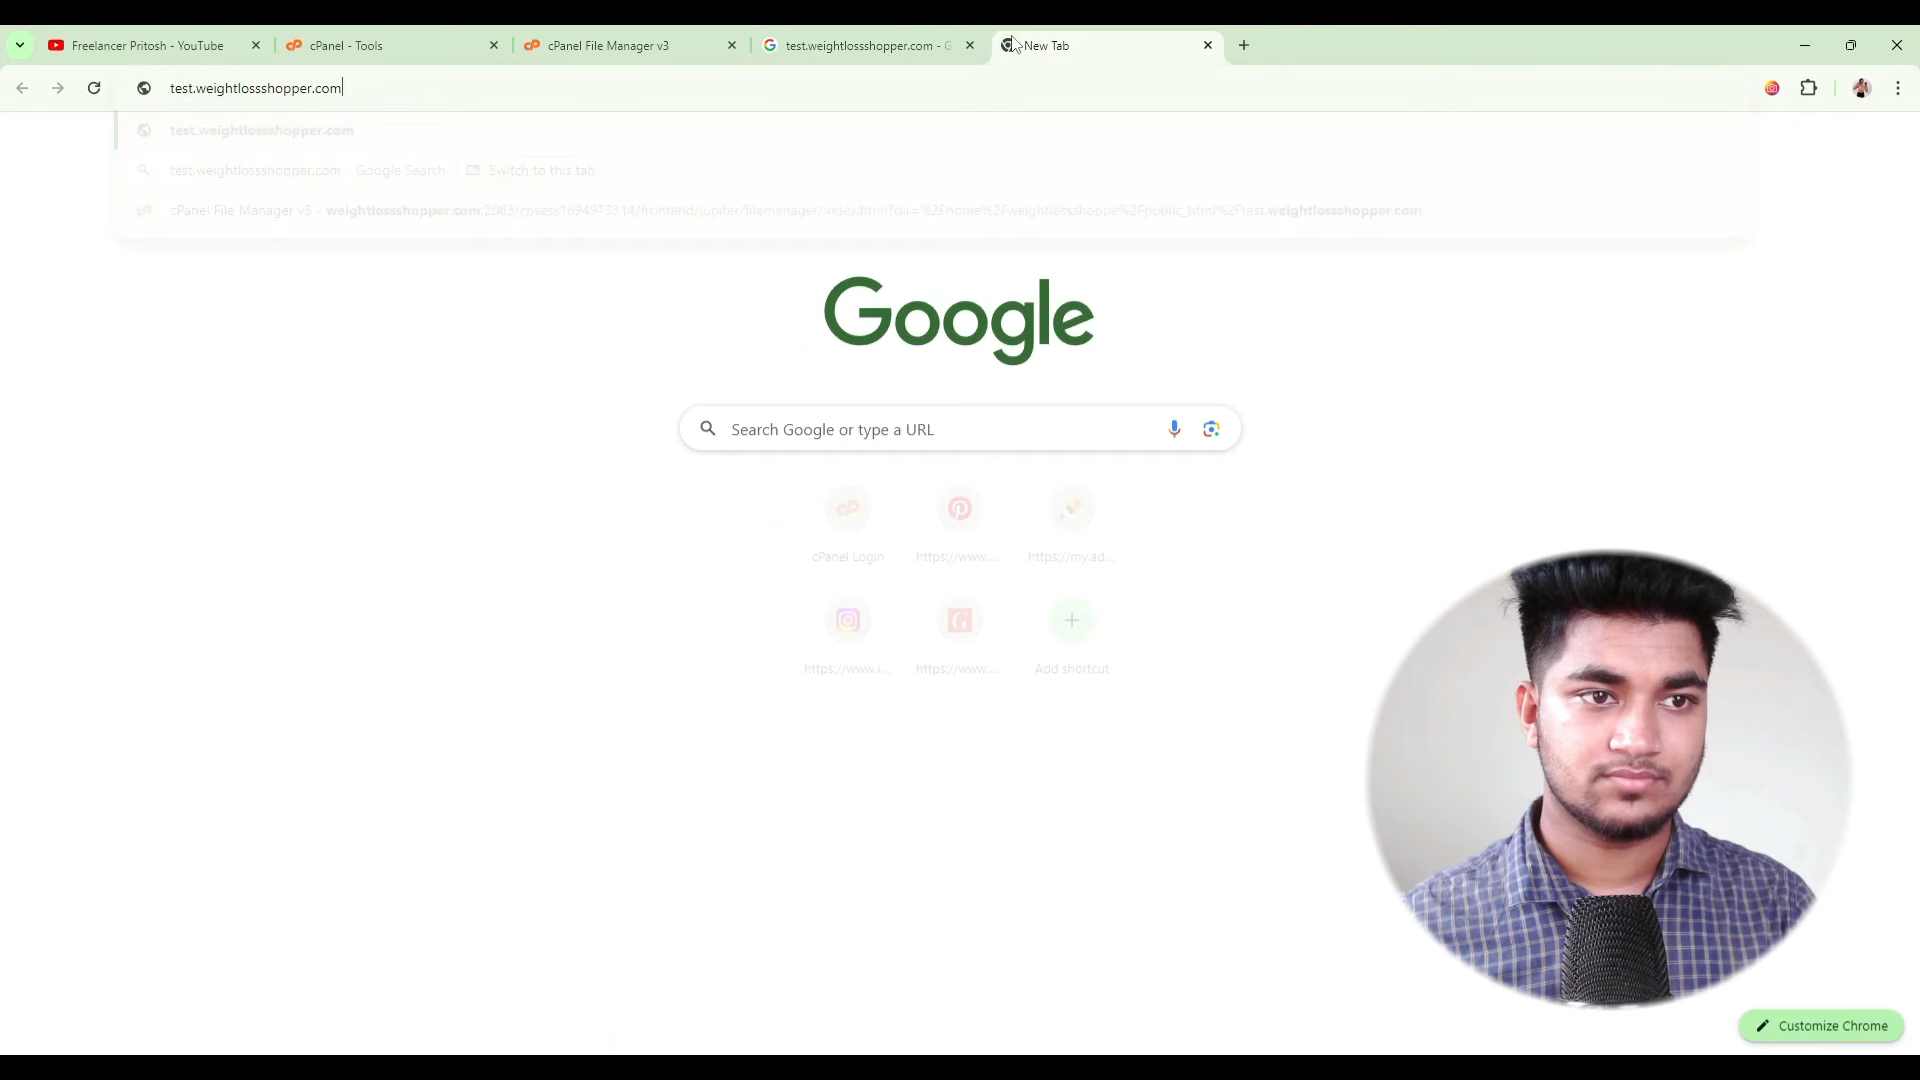 Freelancer Pritosh - YouTube
cPanel - Tools
cPanel File Manager v3
test.weightlossshopper.com - G
New Tab
test.weightlossshopper.com
test.weightlossshopper.com
test.weightlossshopper.com Google Search Switch to this tab
cPanel File Manager v3 - weightlossshopper.com:2083/cpsess1694973314/frontend/jupiter/filemanager/index.html?dir=%2Fhome%2Fweightlossshoppe%2Fpublic_html%2Ftest.weightlossshopper.com
Google
Search Google or type a URL
cPanel Login
https://www....
https://my.ad...
https://www.i...
https://www....
Add shortcut
Customize Chrome